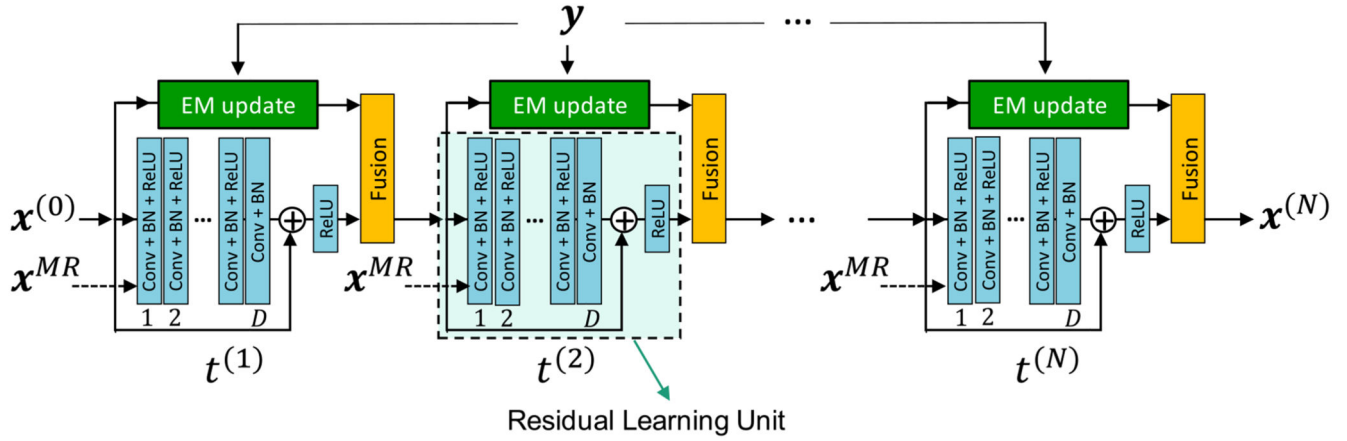 y ...
EM update EM update EM update
Conv + BN + ReLU Conv + BN + ReLU ... Conv + BN + ReLU Conv + BN + ReLU Fusion
Conv + BN + ReLU Conv + BN + ReLU ... Conv + BN + ReLU Conv + BN + ReLU Fusion
Conv + BN + ReLU Conv + BN + ReLU ... Conv + BN + ReLU Conv + BN + ReLU Fusion
x^(0) ... x^(N)
x^MR x^MR x^MR
1 2 D 1 2 D 1 2 D
t^(1) t^(2) t^(N)
Residual Learning Unit